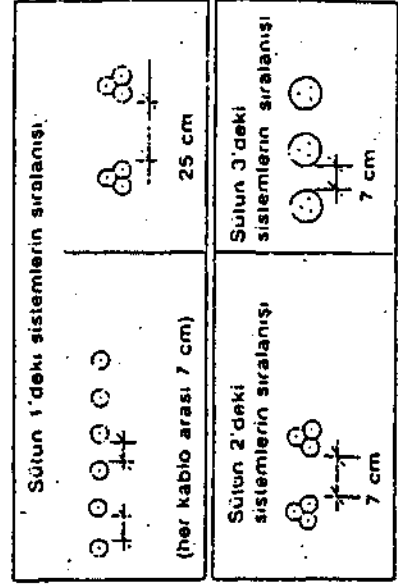 Sütun 1'deki sistemlerin sıralanışı
(her kablo arası 7 cm)
25 cm
Sütun 2'deki
sistemlerin sıralanışı
7 cm
Sütun 3'deki
sistemlerin sıralanışı
7 cm